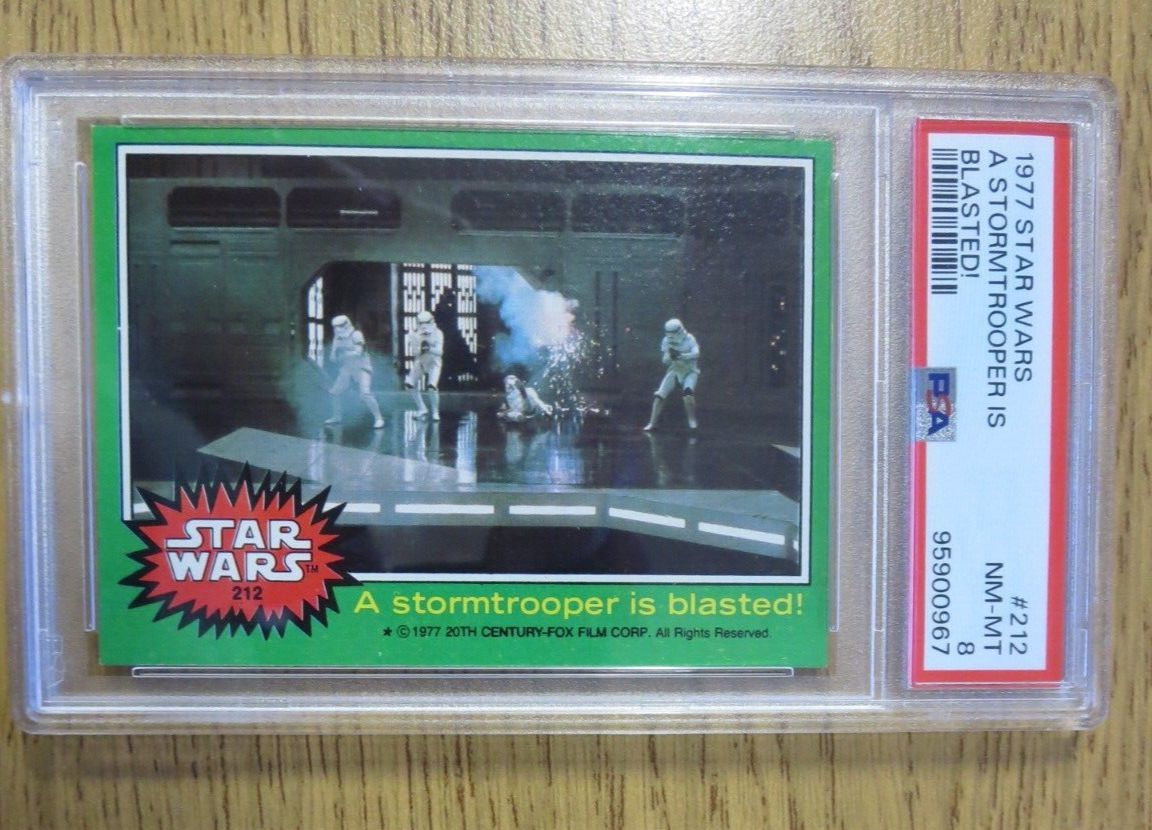 STAR
WARS™
212
A stormtrooper is blasted!
★ ©1977 20TH CENTURY-FOX FILM CORP. All Rights Reserved.
1977 STAR WARS #212
A STORMTROOPER IS NM-MT
BLASTED! 8
PSA 95900967